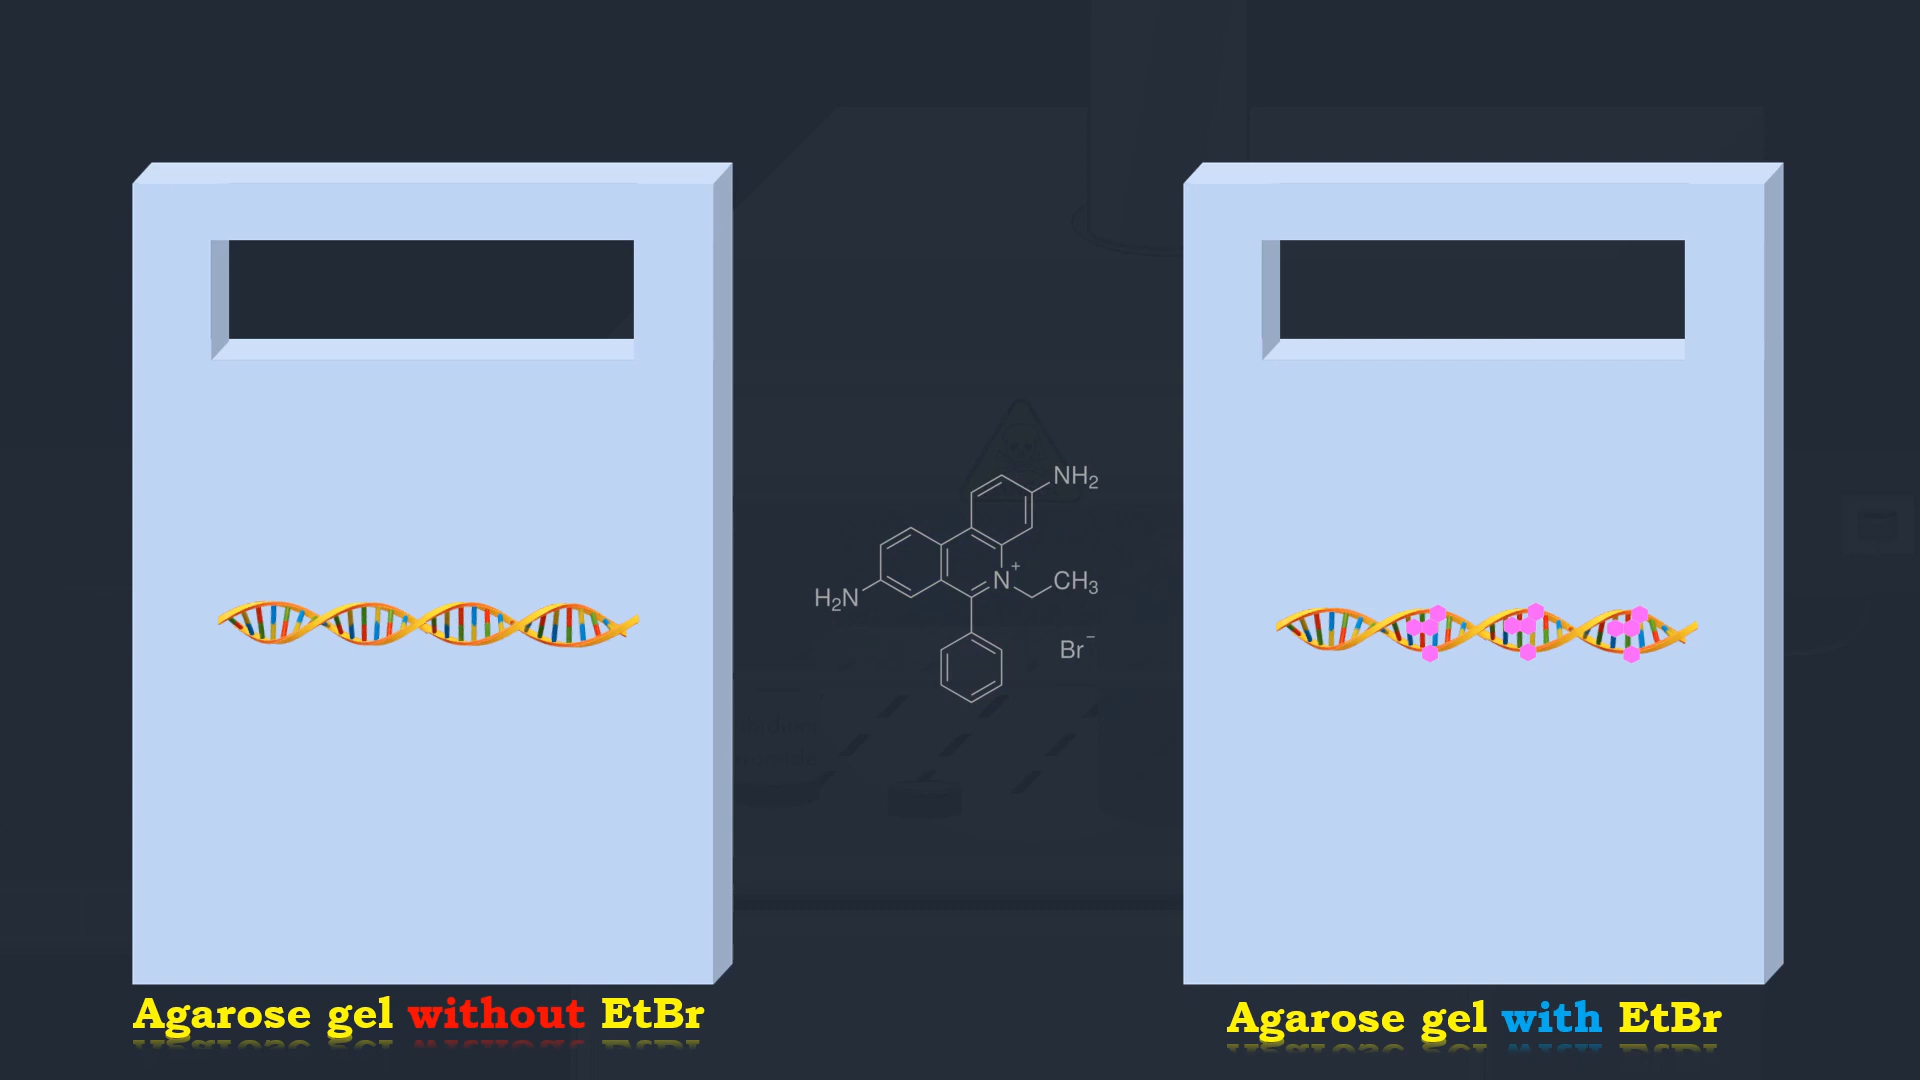 NH2
H2N
N+
CH3
Br−
Agarose gel without EtBr
Agarose gel with EtBr